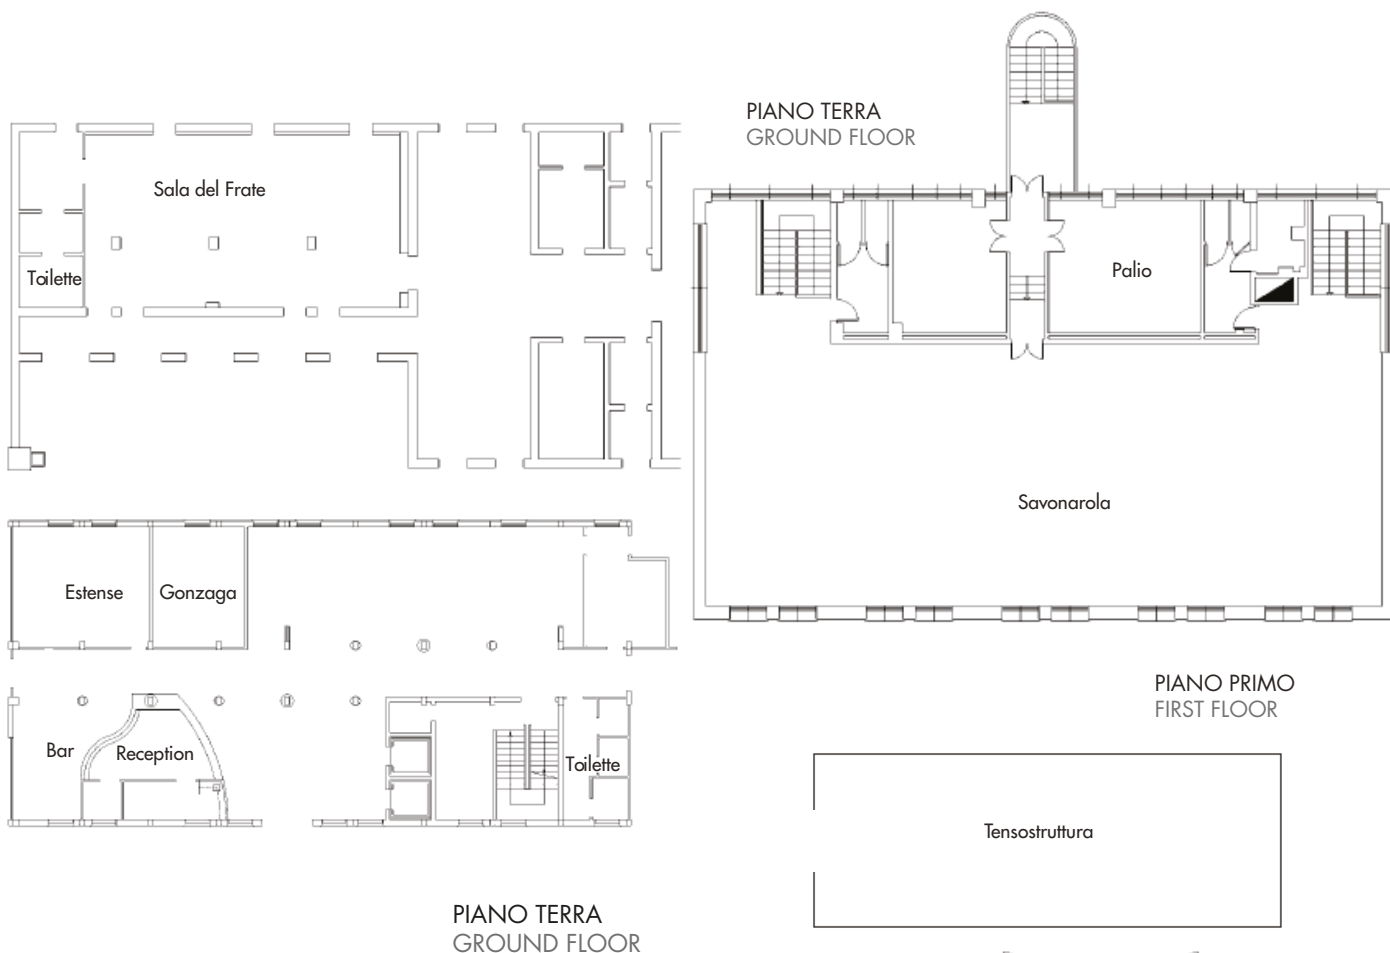 PIANO TERRA
GROUND FLOOR
Sala del Frate
Toilette
Palio
Savonarola
Estense
Gonzaga
Bar
Reception
Toilette
PIANO PRIMO
FIRST FLOOR
Tensostruttura
PIANO TERRA
GROUND FLOOR